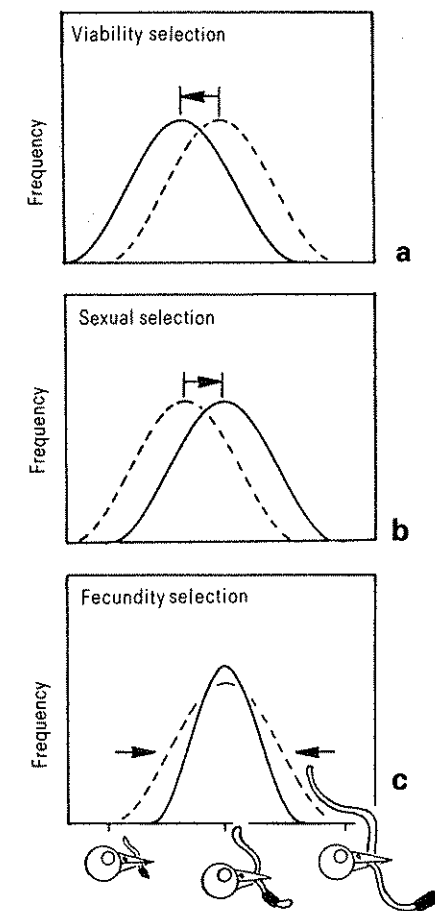 Viability selection
Frequency
a
Sexual selection
Frequency
b
Fecundity selection
Frequency
c